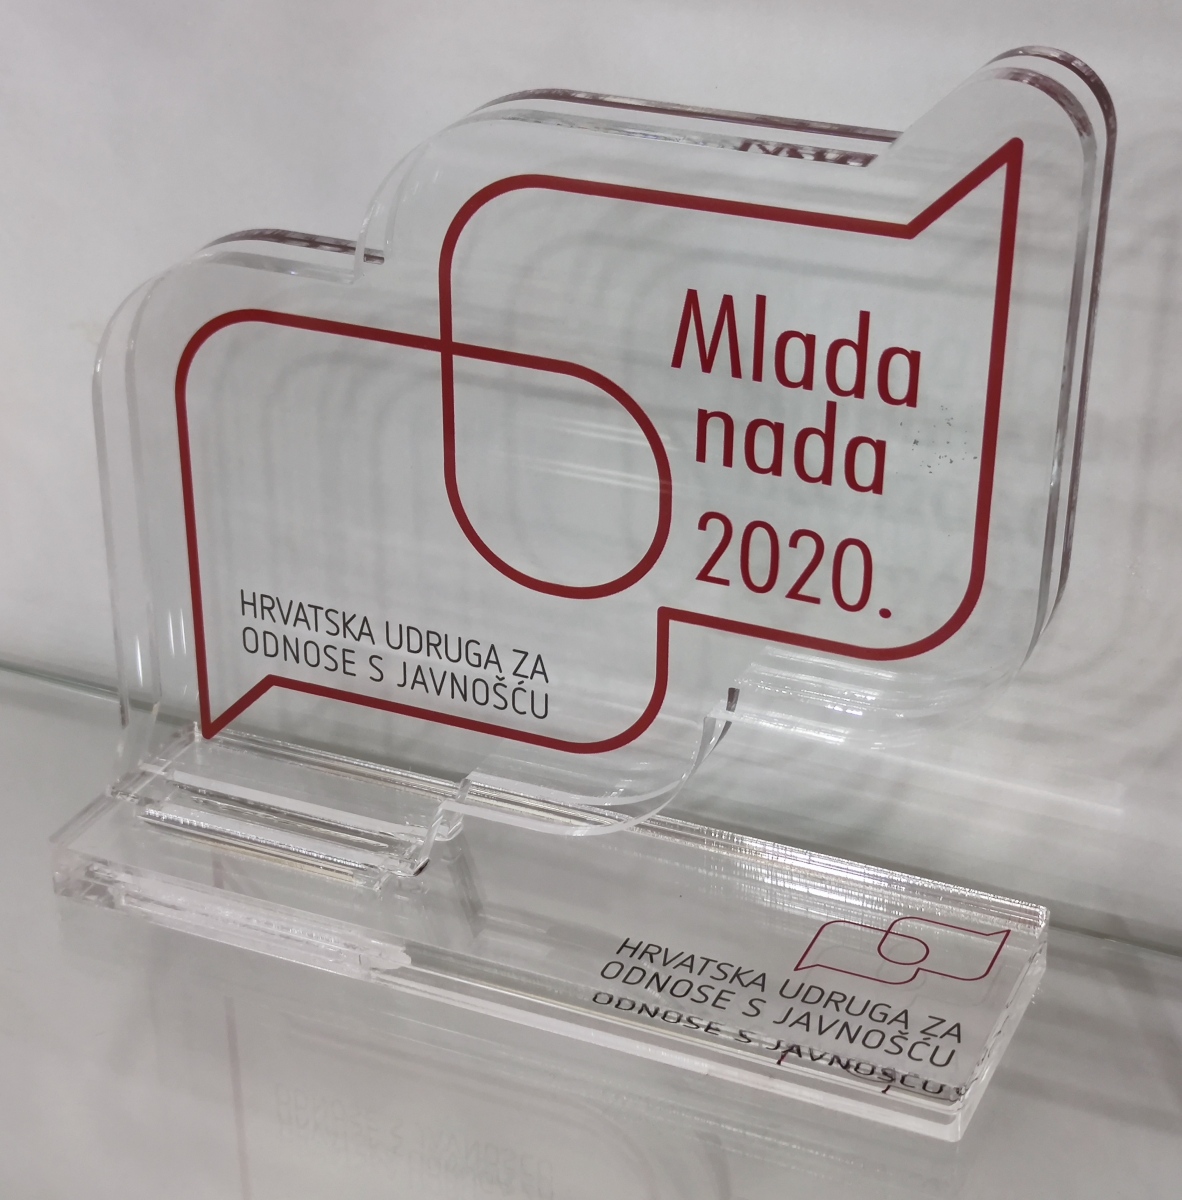 Mlada
nada
2020.
HRVATSKA UDRUGA ZA
ODNOSE S JAVNOŠĆU
HRVATSKA UDRUGA ZA
ODNOSE S JAVNOŠĆU